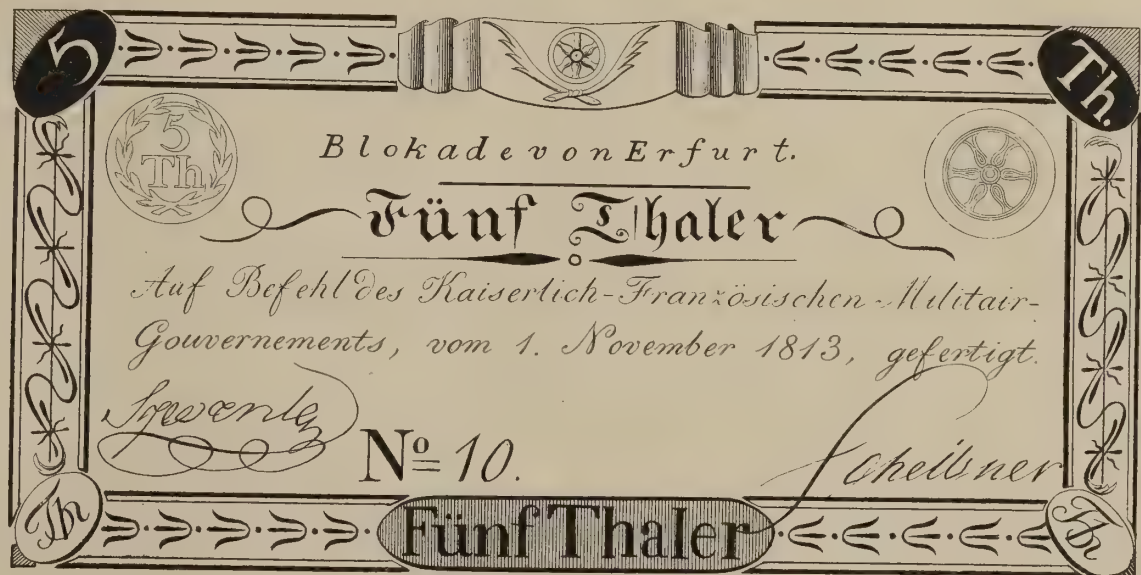 5
Th.
5
Th
Blokade von Erfurt.
Fünf Thaler
Auf Befehl des Kaiserlich-Französischen-Militair-
Gouvernements, vom 1. November 1813, gefertigt.
No 10.
Th
Fünf Thaler
Th